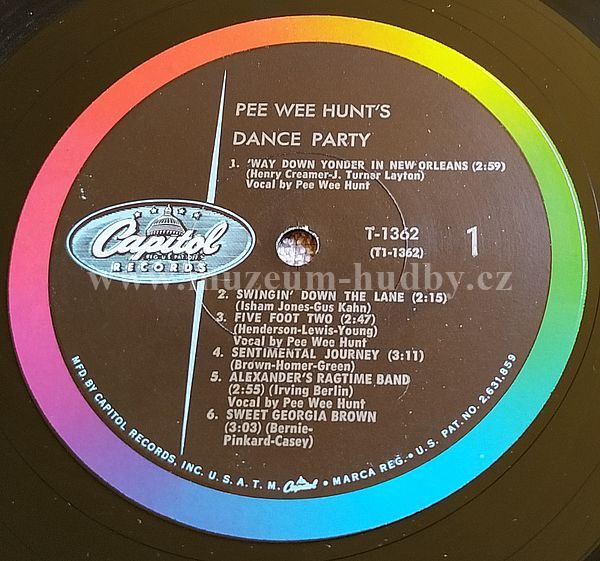 PEE WEE HUNT'S
DANCE PARTY
1. 'WAY DOWN YONDER IN NEW ORLEANS (2:59)
(Henry Creamer-J. Turner Layton)
Vocal by Pee Wee Hunt
Capitol
REG. U.S. PAT. OFF.
RECORDS
T-1362
(T1-1362)
1
www.muzeum-hudby.cz
2. SWINGIN' DOWN THE LANE (2:15)
(Isham Jones-Gus Kahn)
3. FIVE FOOT TWO (2:47)
(Henderson-Lewis-Young)
Vocal by Pee Wee Hunt
4. SENTIMENTAL JOURNEY (3:11)
(Brown-Homer-Green)
5. ALEXANDER'S RAGTIME BAND
(2:55) (Irving Berlin)
Vocal by Pee Wee Hunt
6. SWEET GEORGIA BROWN
(3:03) (Bernie-
Pinkard-Casey)
MFD. BY CAPITOL RECORDS, INC. U. S. A. T. M. Capitol • MARCA REG. • U. S. PAT. NO. 2,631,859